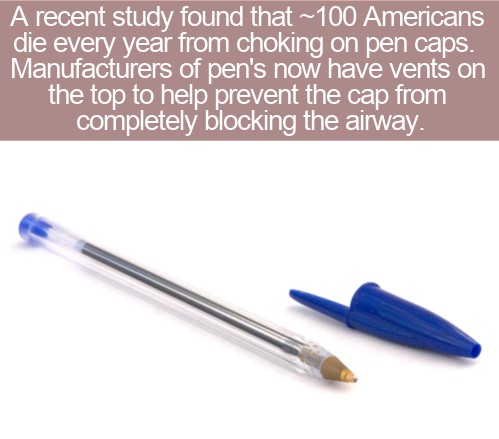 A recent study found that ~100 Americans
die every year from choking on pen caps.
Manufacturers of pen's now have vents on
the top to help prevent the cap from
completely blocking the airway.